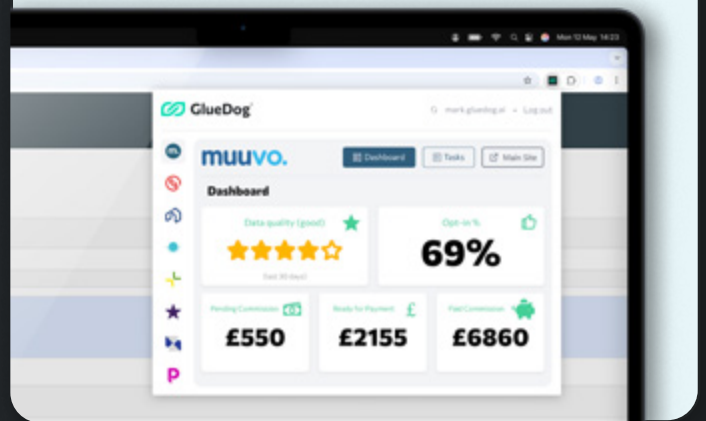 Mon 12 May 14:23
GlueDog
mark.gluedog.ai Log out
muuvo.
Dashboard Tasks Main Site
Dashboard
Data quality (good)
Opt-in %
69%
(last 30 days)
Pending Commission
Ready for Payment £
Paid Commission
£550
£2155
£6860
P